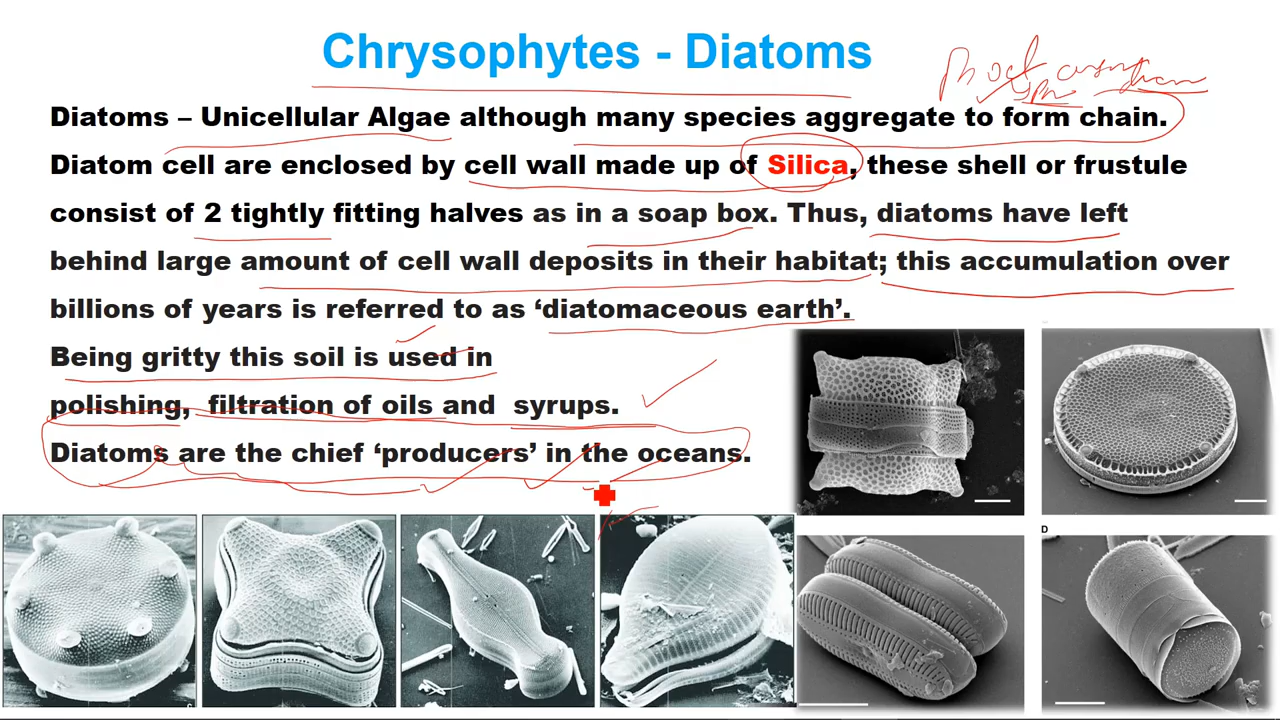 Chrysophytes - Diatoms
Diatoms – Unicellular Algae although many species aggregate to form chain.
Diatom cell are enclosed by cell wall made up of Silica, these shell or frustule
consist of 2 tightly fitting halves as in a soap box. Thus, diatoms have left
behind large amount of cell wall deposits in their habitat; this accumulation over
billions of years is referred to as ‘diatomaceous earth’.
Being gritty this soil is used in
polishing, filtration of oils and syrups.
Diatoms are the chief ‘producers’ in the oceans.
D